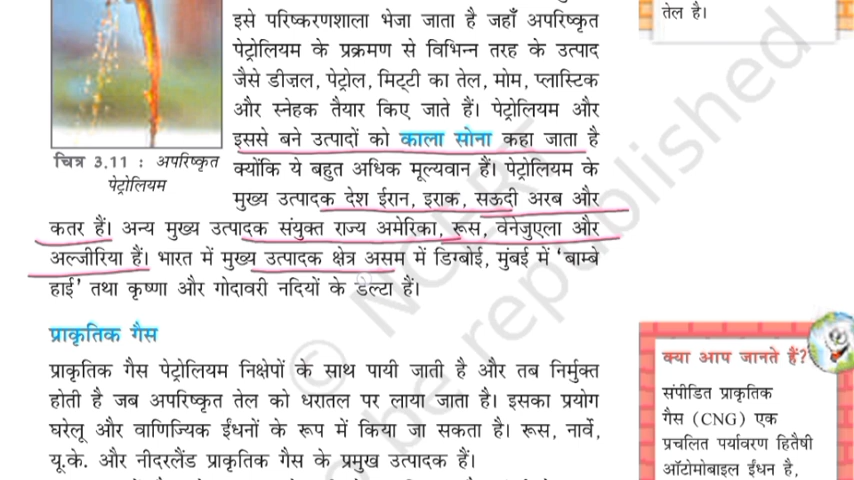 तेल है।
इसे परिष्करणशाला भेजा जाता है जहाँ अपरिष्कृत
पेट्रोलियम के प्रक्रमण से विभिन्न तरह के उत्पाद
जैसे डीज़ल, पेट्रोल, मिट्टी का तेल, मोम, प्लास्टिक
और स्नेहक तैयार किए जाते हैं। पेट्रोलियम और
इससे बने उत्पादों को काला सोना कहा जाता है
क्योंकि ये बहुत अधिक मूल्यवान हैं। पेट्रोलियम के
मुख्य उत्पादक देश ईरान, इराक, सऊदी अरब और
कतर हैं। अन्य मुख्य उत्पादक संयुक्त राज्य अमेरिका, रूस, वेनेजुएला और
अल्जीरिया हैं। भारत में मुख्य उत्पादक क्षेत्र असम में डिग्बोई, मुंबई में ‘बाम्बे
हाई’ तथा कृष्णा और गोदावरी नदियों के डेल्टा हैं।
चित्र 3.11 : अपरिष्कृत
पेट्रोलियम
प्राकृतिक गैस
प्राकृतिक गैस पेट्रोलियम निक्षेपों के साथ पायी जाती है और तब निर्मुक्त
होती है जब अपरिष्कृत तेल को धरातल पर लाया जाता है। इसका प्रयोग
घरेलू और वाणिज्यिक ईंधनों के रूप में किया जा सकता है। रूस, नार्वे,
यू.के. और नीदरलैंड प्राकृतिक गैस के प्रमुख उत्पादक हैं।
क्या आप जानते हैं?
संपीडित प्राकृतिक
गैस (CNG) एक
प्रचलित पर्यावरण हितैषी
ऑटोमोबाइल ईंधन है,
© NCERT
be republished